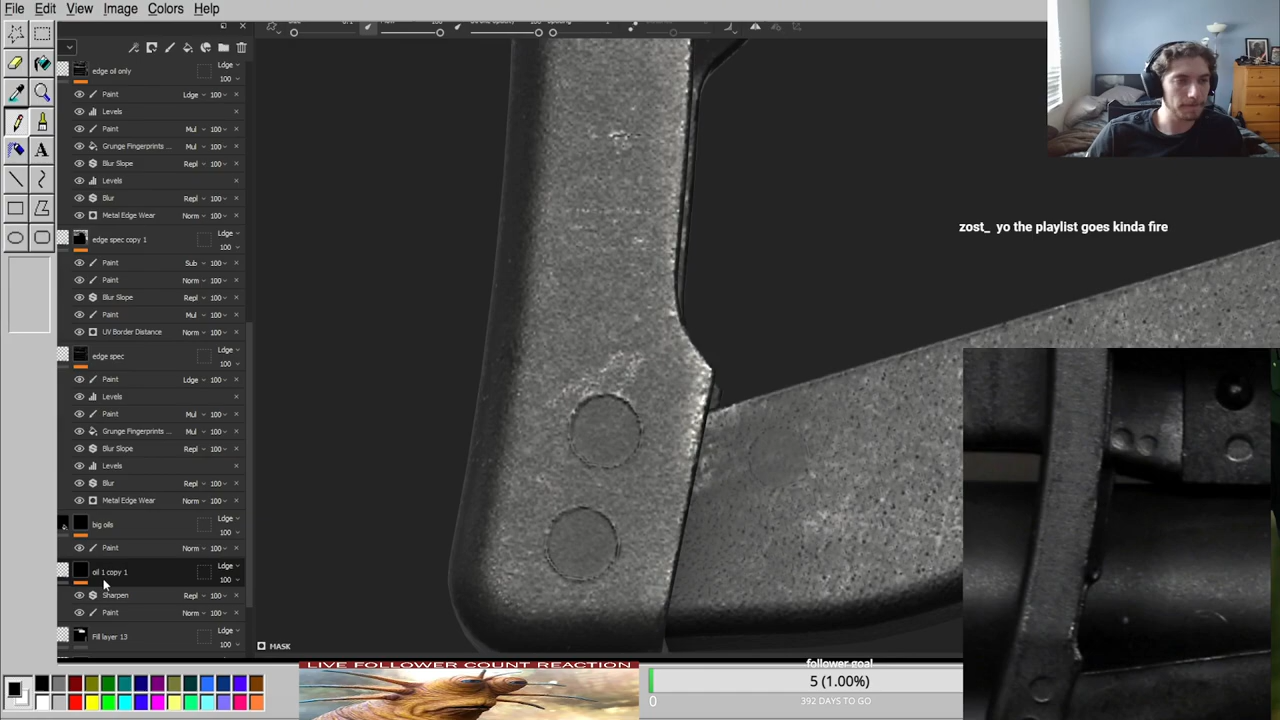 File Edit View Image Colors Help
edge oil only Ldge 100
Paint Ldge 100
Levels
Paint Mul 100
Grunge Fingerprints ... Mul 100
Blur Slope Repl 100
Levels
Blur Repl 100
Metal Edge Wear Norm 100
edge spec copy 1 Ldge 100
Paint Sub 100
Paint Norm 100
Blur Slope Repl 100
Paint Mul 100
UV Border Distance Norm 100
edge spec Ldge 100
Paint Ldge 100
Levels
Paint Mul 100
Grunge Fingerprints ... Mul 100
Blur Slope Repl 100
Levels
Blur Repl 100
Metal Edge Wear Norm 100
big oils Ldge 100
Paint Norm 100
oil 1 copy 1 Ldge 100
Sharpen Repl 100
Paint Norm 100
Fill layer 13 Ldge 100
MASK
zost_ yo the playlist goes kinda fire
LIVE FOLLOWER COUNT REACTION
follower goal
5 (1.00%)
0
392 DAYS TO GO